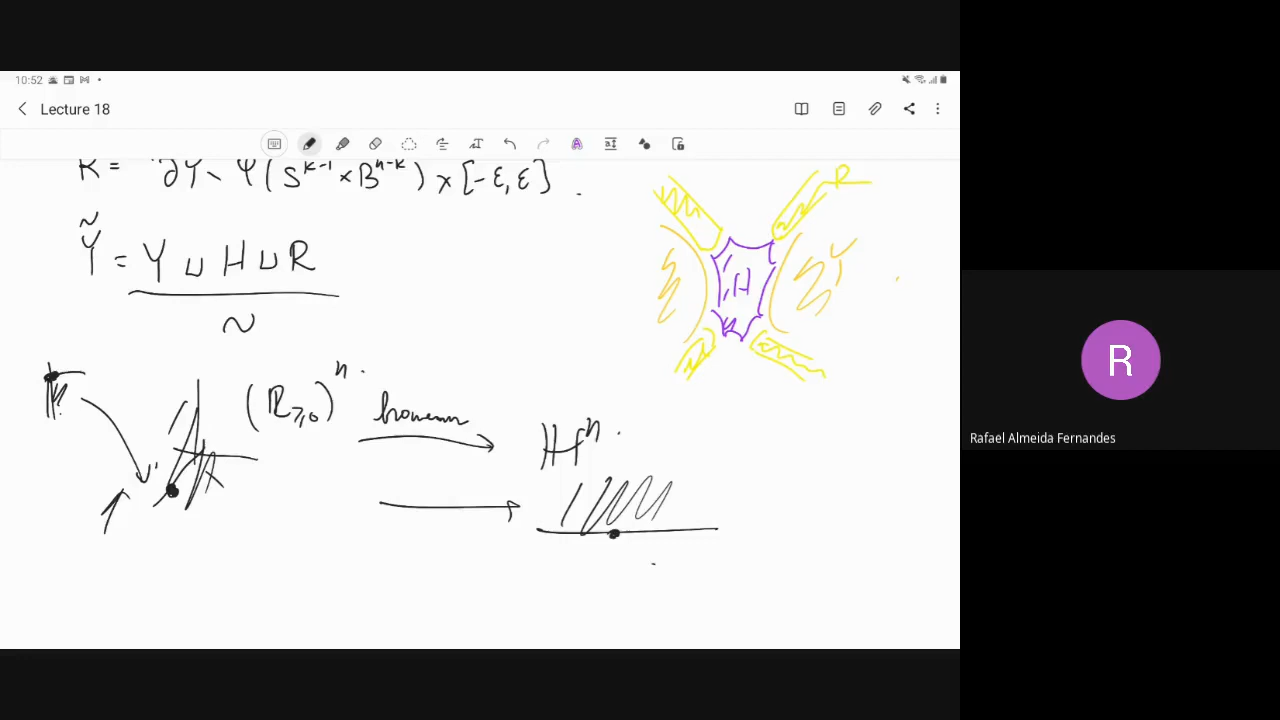 10:52
Lecture 18
R = ∂Y \ Ψ(S^{k-1} × B^{n-k}) × [-ε, ε].
Ỹ = Y ⊔ H ⊔ R
~
R
H
Y
(ℝ≥0)^n.
homeom
H^n.
R
Rafael Almeida Fernandes